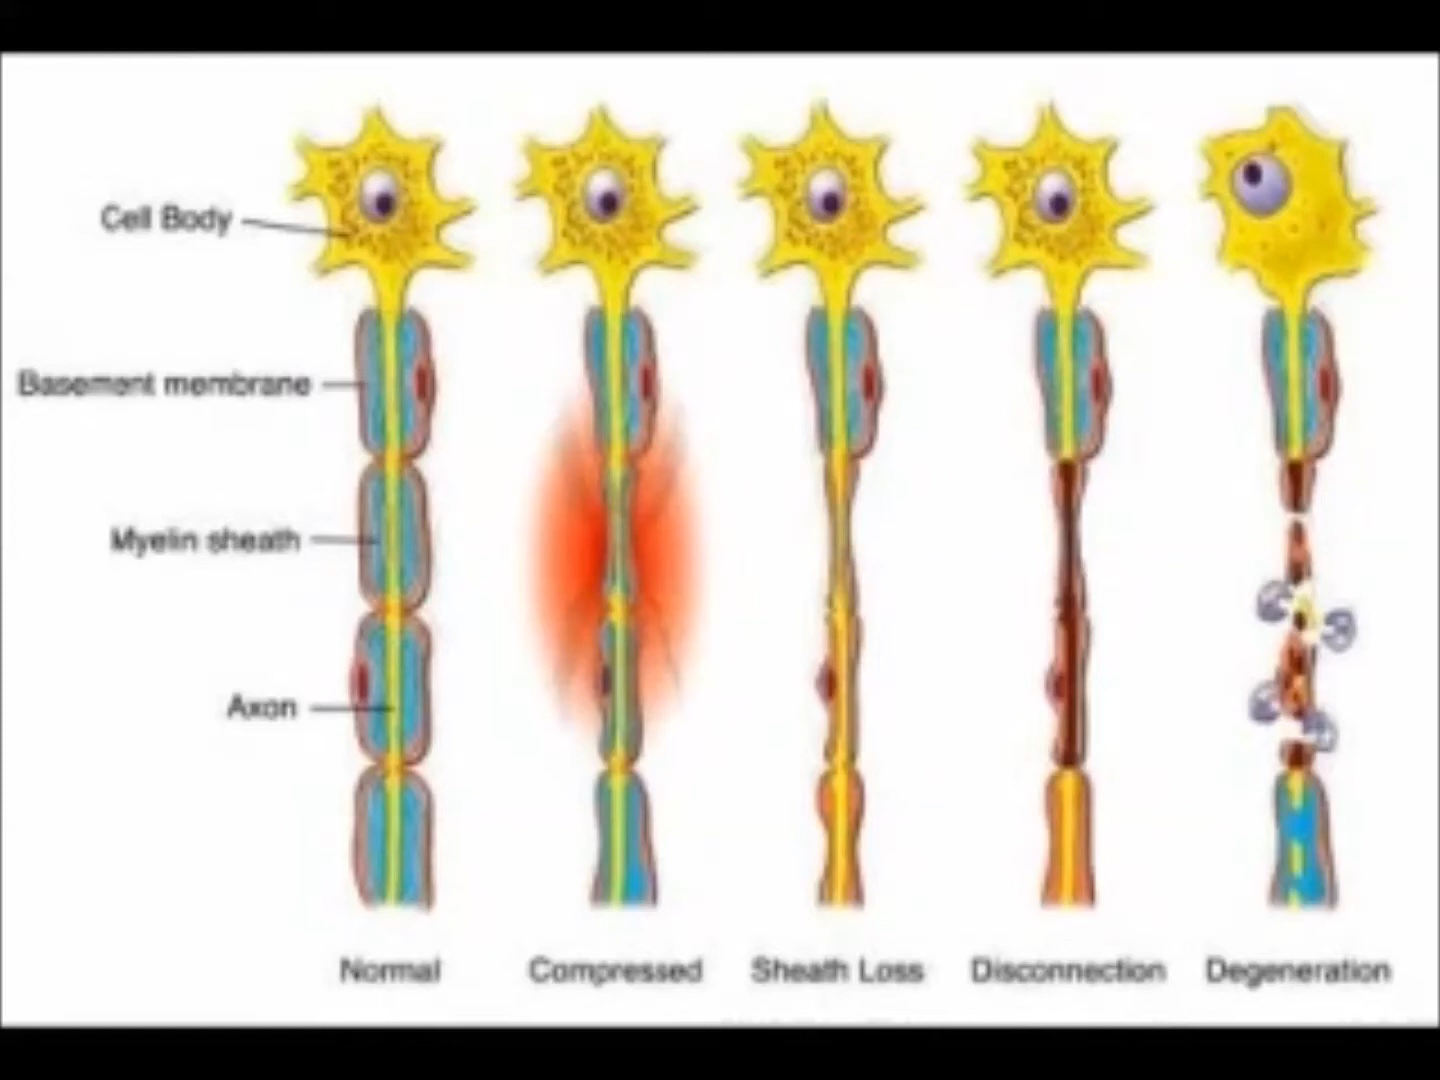 Cell Body
Basement membrane
Myelin sheath
Axon
Normal
Compressed
Sheath Loss
Disconnection
Degeneration